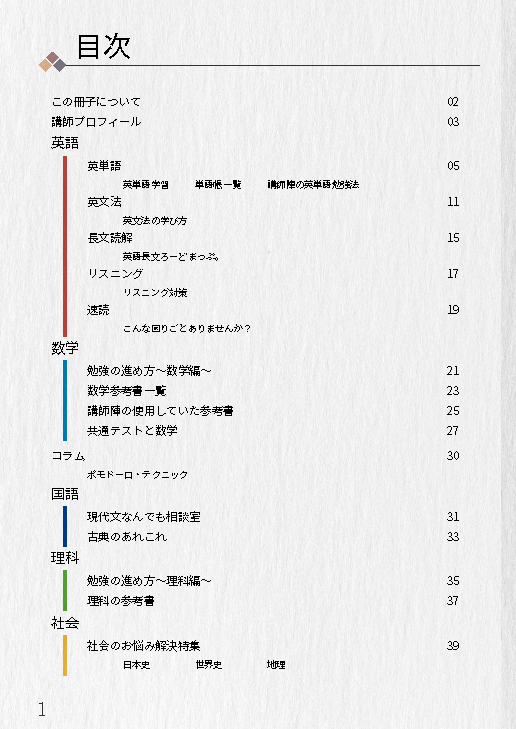 目次
この冊子について 02
講師プロフィール 03
英語
英単語 05
英単語学習 単語帳一覧 講師陣の英単語勉強法
英文法 11
英文法の学び方
長文読解 15
英語長文ろーどまっぷ。
リスニング 17
リスニング対策
速読 19
こんな困りごとありませんか？
数学
勉強の進め方～数学編～ 21
数学参考書一覧 23
講師陣の使用していた参考書 25
共通テストと数学 27
コラム 30
ポモドーロ・テクニック
国語
現代文なんでも相談室 31
古典のあれこれ 33
理科
勉強の進め方～理科編～ 35
理科の参考書 37
社会
社会のお悩み解決特集 39
日本史 世界史 地理
1